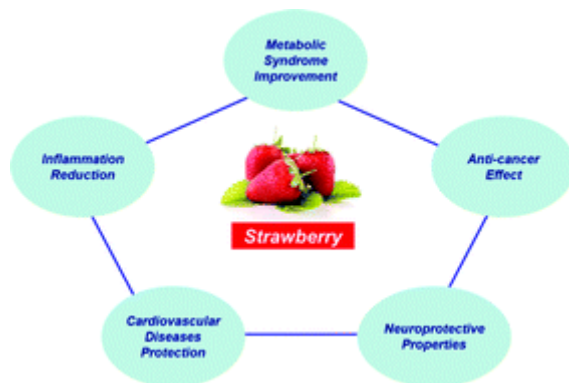 Metabolic
Syndrome
Improvement
Inflammation
Reduction
Anti-cancer
Effect
Strawberry
Cardiovascular
Diseases
Protection
Neuroprotective
Properties